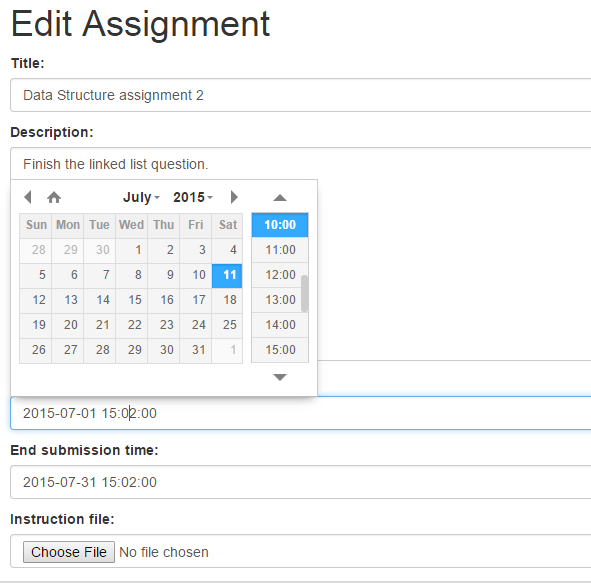 Edit Assignment
Title:
Data Structure assignment 2
Description:
Finish the linked list question.
July 2015
Sun Mon Tue Wed Thu Fri Sat
28 29 30 1 2 3 4
5 6 7 8 9 10 11
12 13 14 15 16 17 18
19 20 21 22 23 24 25
26 27 28 29 30 31 1
10:00
11:00
12:00
13:00
14:00
15:00
2015-07-01 15:02:00
End submission time:
2015-07-31 15:02:00
Instruction file:
Choose File No file chosen